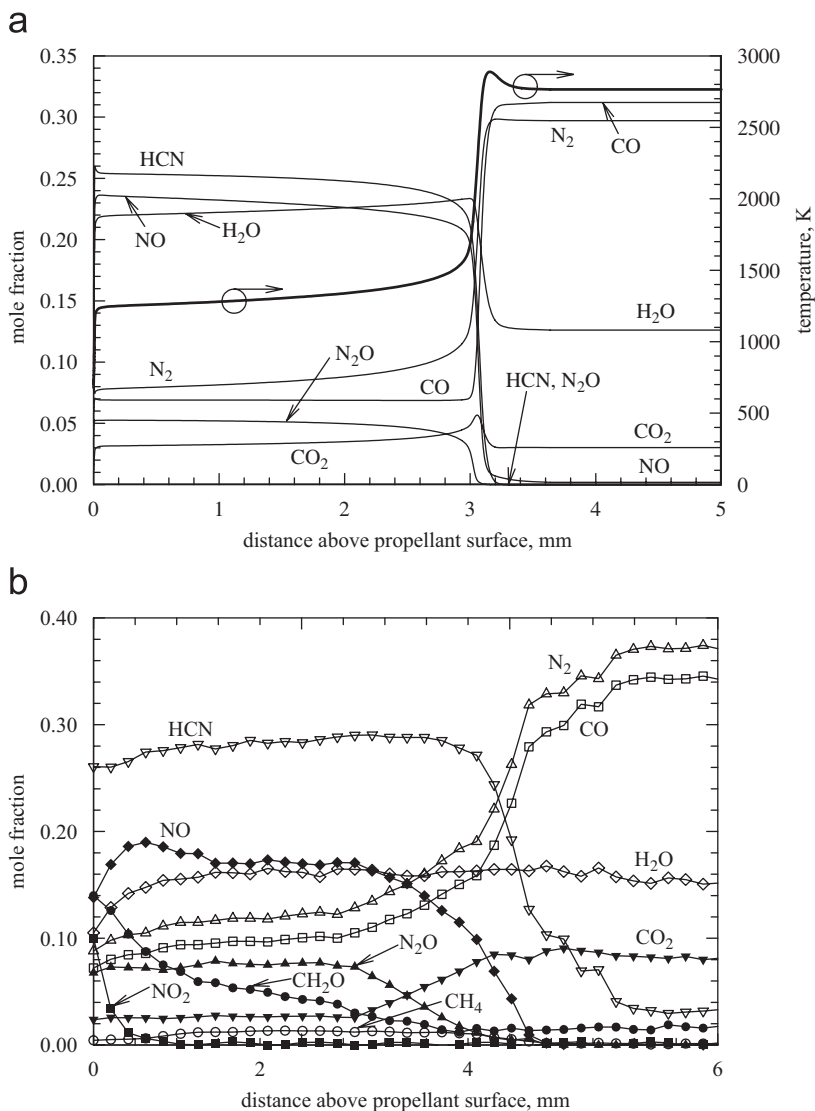 a
0.35
0.30
0.25
0.20
0.15
0.10
0.05
0.00
mole fraction
3000
2500
2000
1500
1000
500
0
temperature, K
HCN
NO
H₂O
N₂
N₂O
CO
CO₂
CO
N₂
H₂O
HCN, N₂O
CO₂
NO
0 1 2 3 4 5
distance above propellant surface, mm
b
0.40
0.30
0.20
0.10
0.00
mole fraction
HCN
NO
N₂
CO
H₂O
N₂O
CO₂
NO₂
CH₂O
CH₄
0 2 4 6
distance above propellant surface, mm